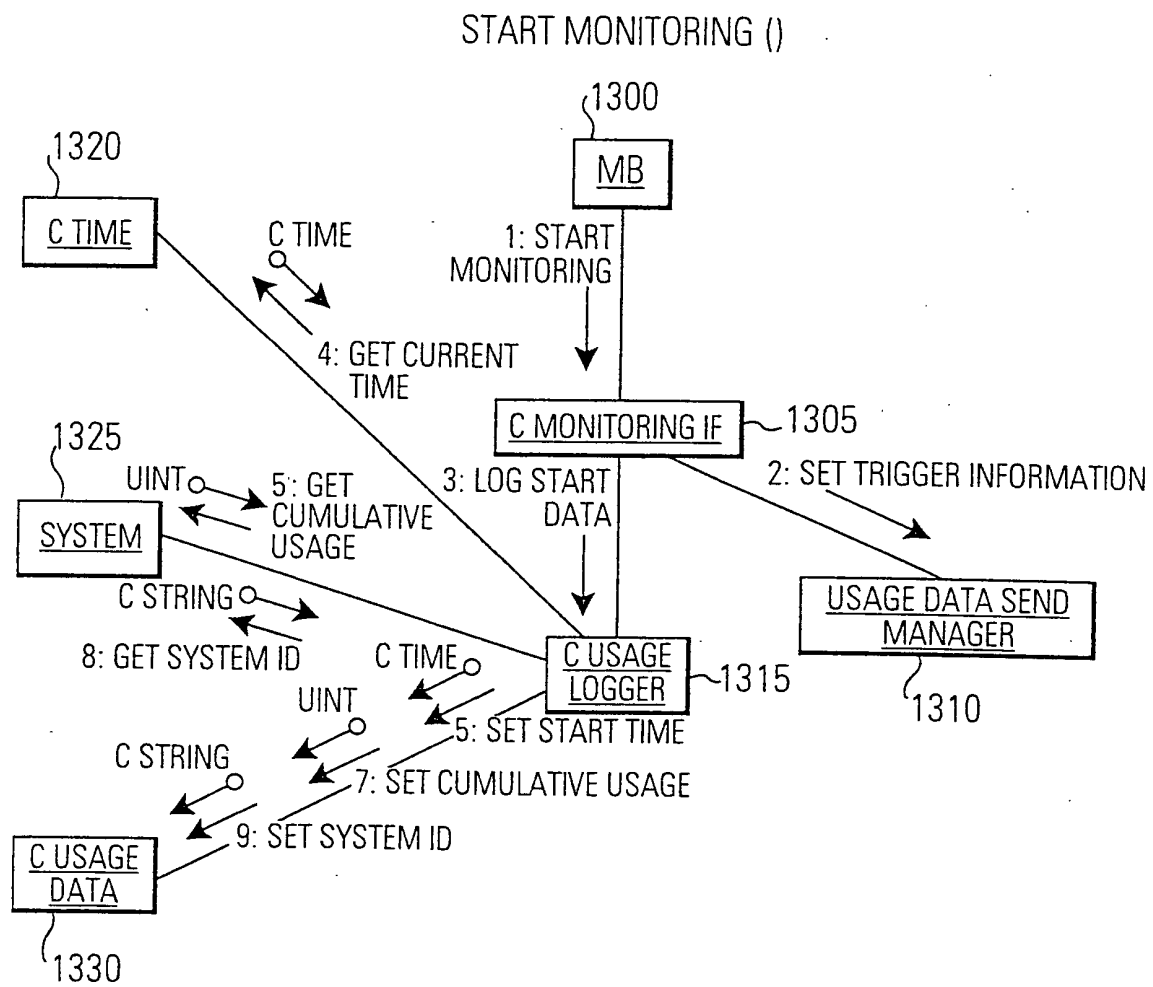 START MONITORING ()
1300
MB
1320
C TIME
C TIME
1: START
MONITORING
4: GET CURRENT
TIME
C MONITORING IF
1305
1325
UINT
5: GET
CUMULATIVE
USAGE
SYSTEM
3: LOG START
DATA
2: SET TRIGGER INFORMATION
C STRING
8: GET SYSTEM ID
USAGE DATA SEND
MANAGER
1310
C TIME
C USAGE
LOGGER
1315
UINT
5: SET START TIME
C STRING
7: SET CUMULATIVE USAGE
9: SET SYSTEM ID
C USAGE
DATA
1330